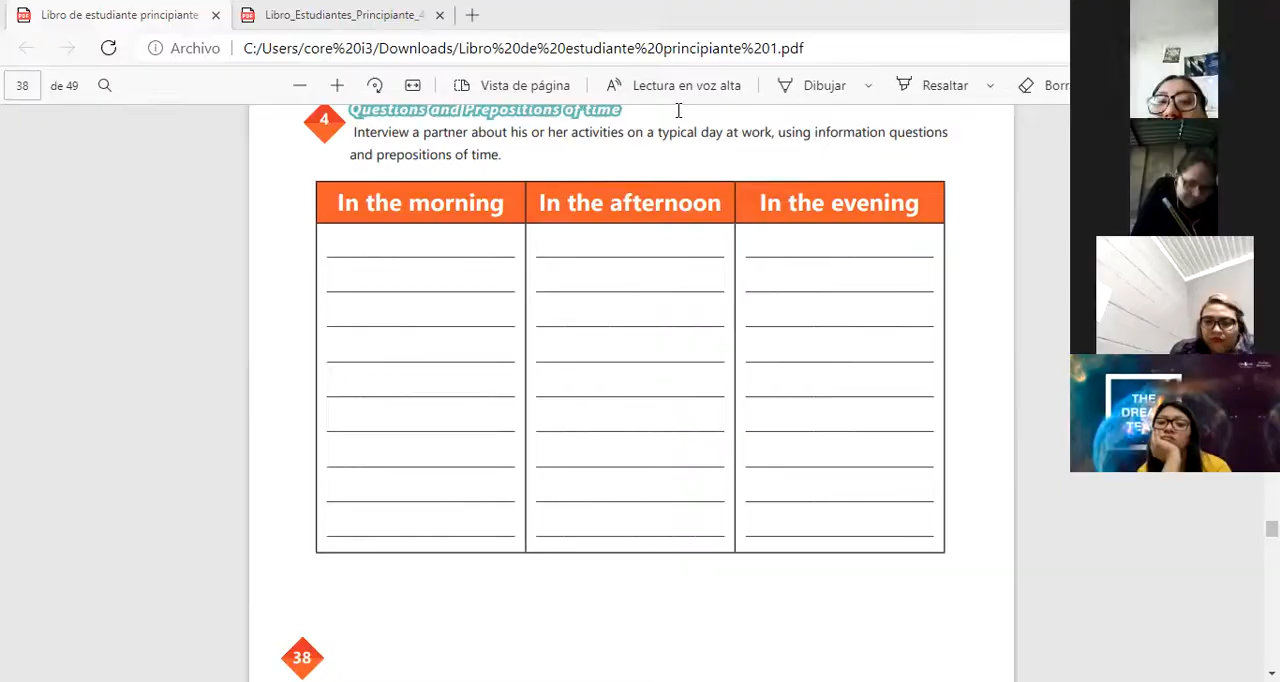 Libro de estudiante principiante
Libro_Estudiantes_Principiante_4
Archivo
C:/Users/core%20i3/Downloads/Libro%20de%20estudiante%20principiante%201.pdf
38 de 49
Vista de página
Lectura en voz alta
Dibujar
Resaltar
Borr
4 Questions and Prepositions of time
Interview a partner about his or her activities on a typical day at work, using information questions
and prepositions of time.
In the morning In the afternoon In the evening
THE
DREA
TE
38